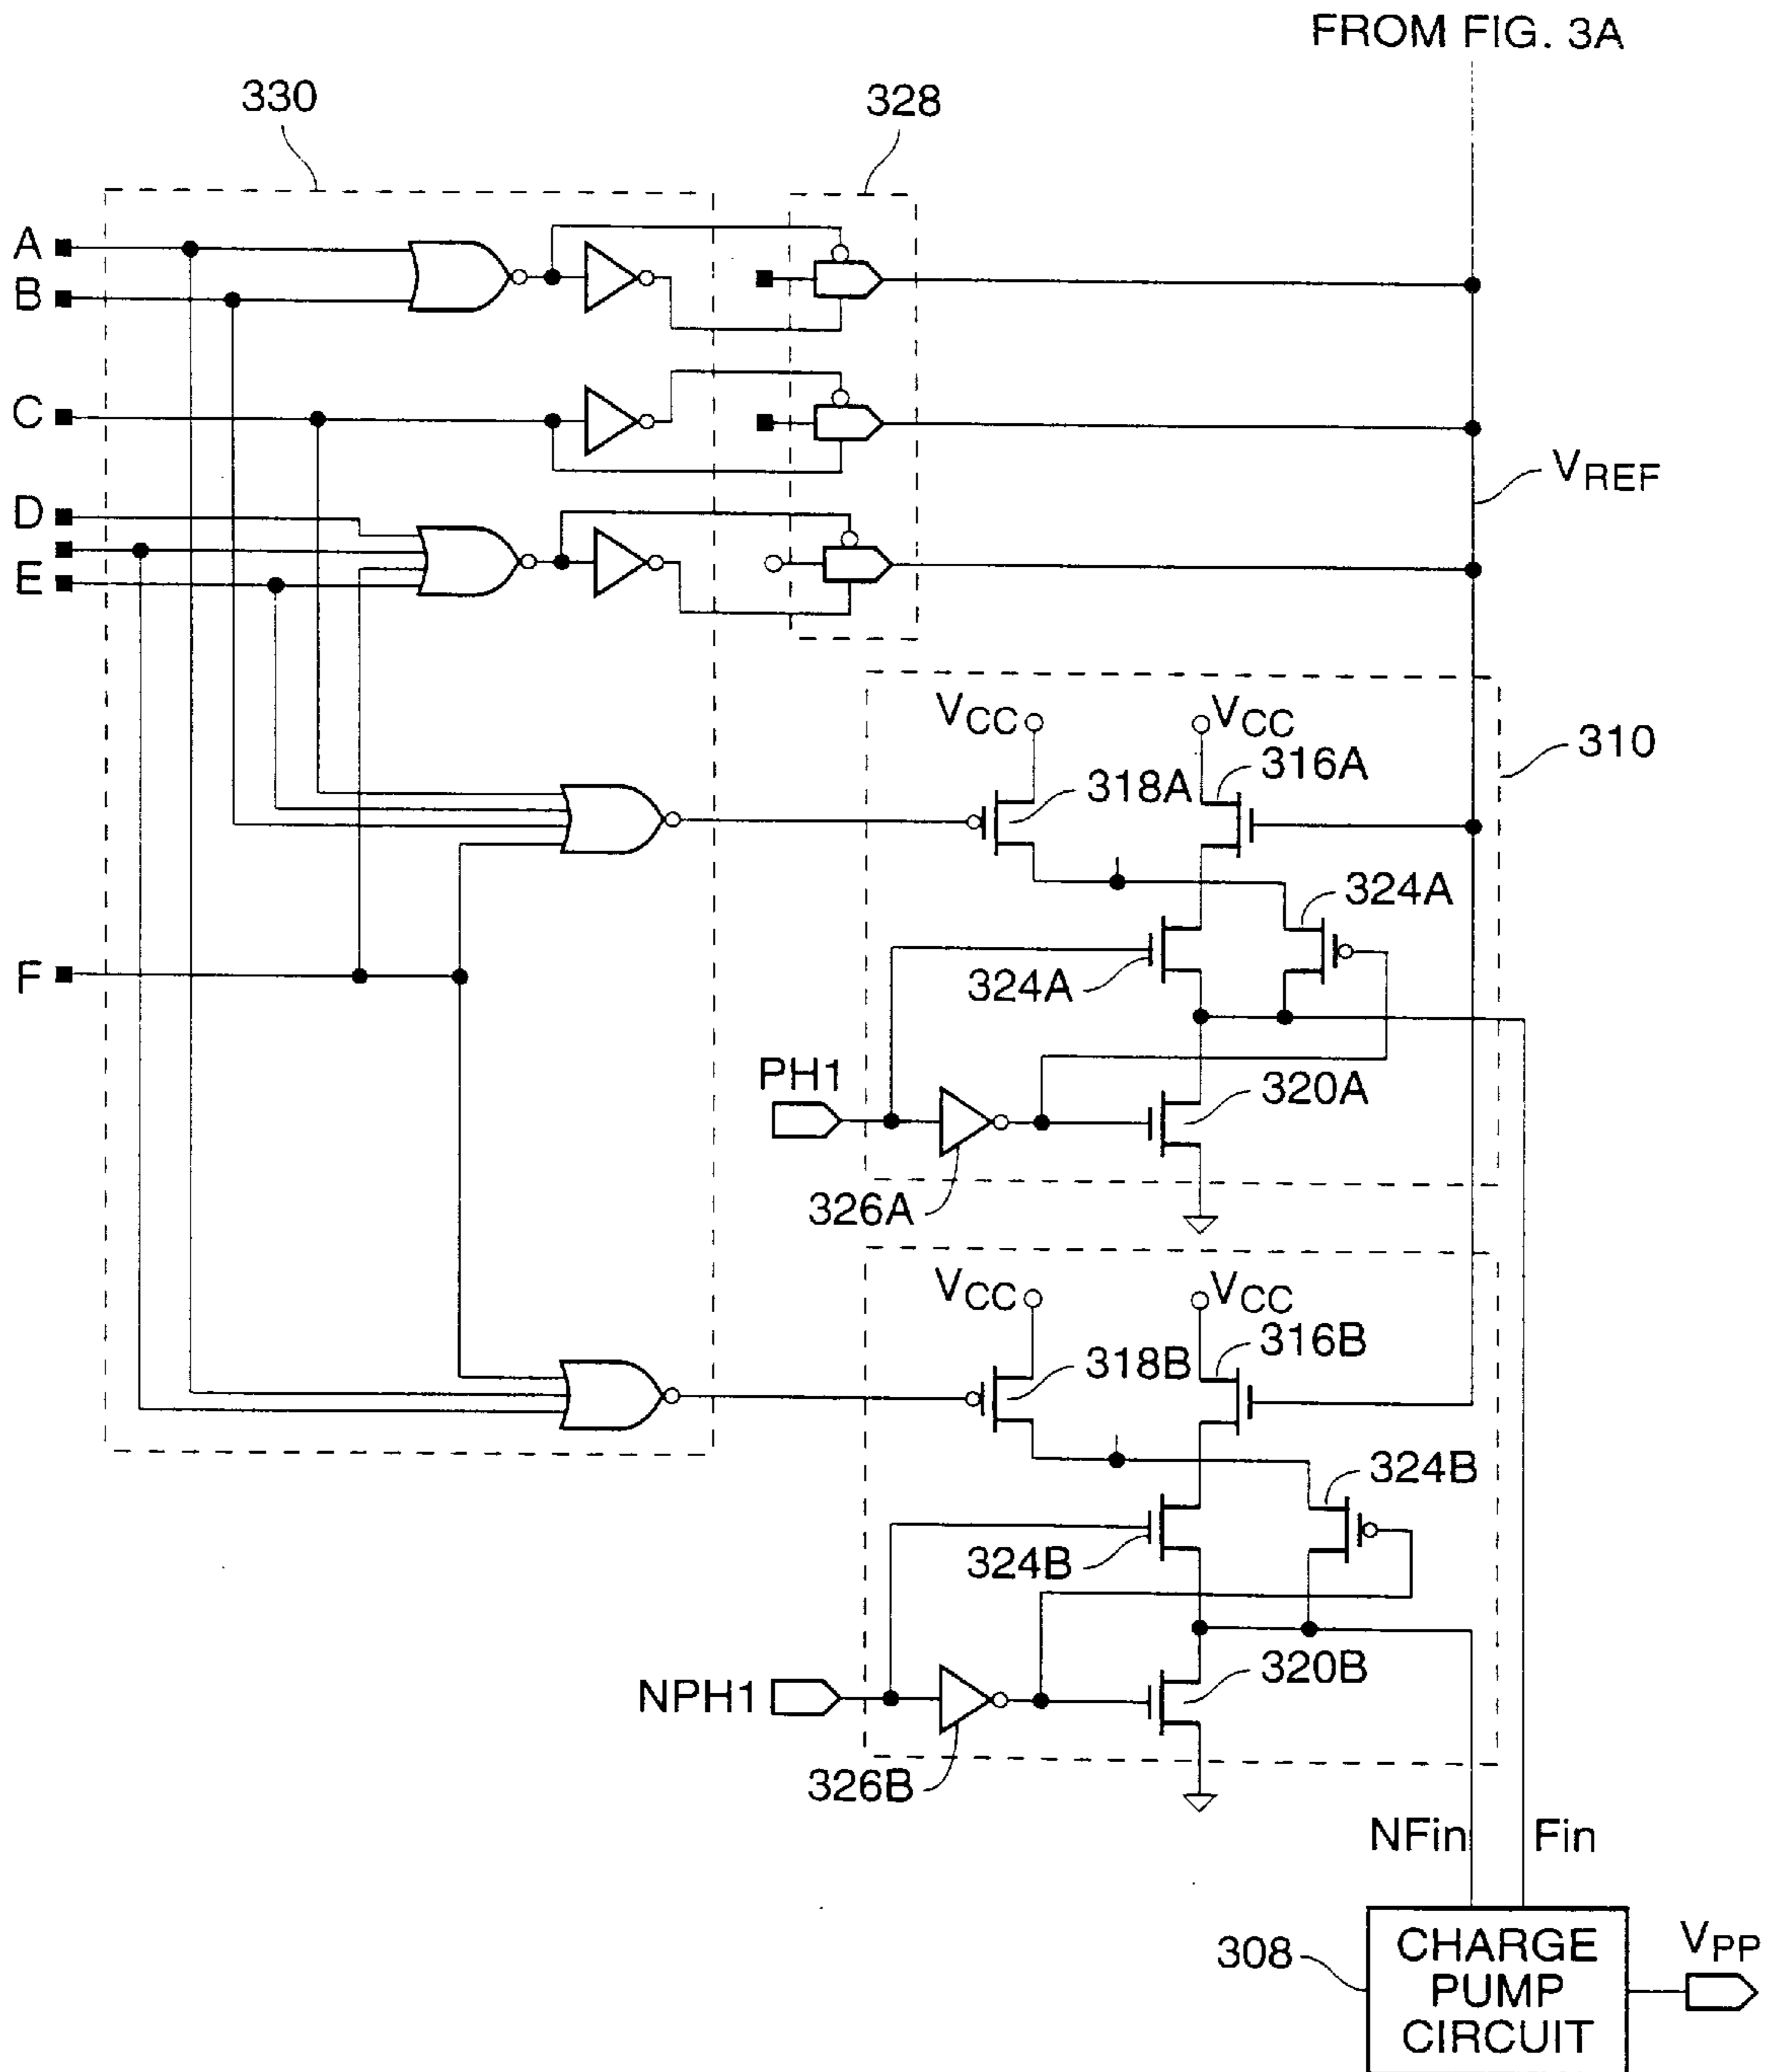 FROM FIG. 3A
330
328
A
B
C
VREF
D
E
VCC
VCC
310
316A
318A
324A
F
324A
PH1
320A
326A
VCC
VCC
316B
318B
324B
324B
320B
NPH1
326B
NFin
Fin
308
CHARGE
PUMP
CIRCUIT
VPP